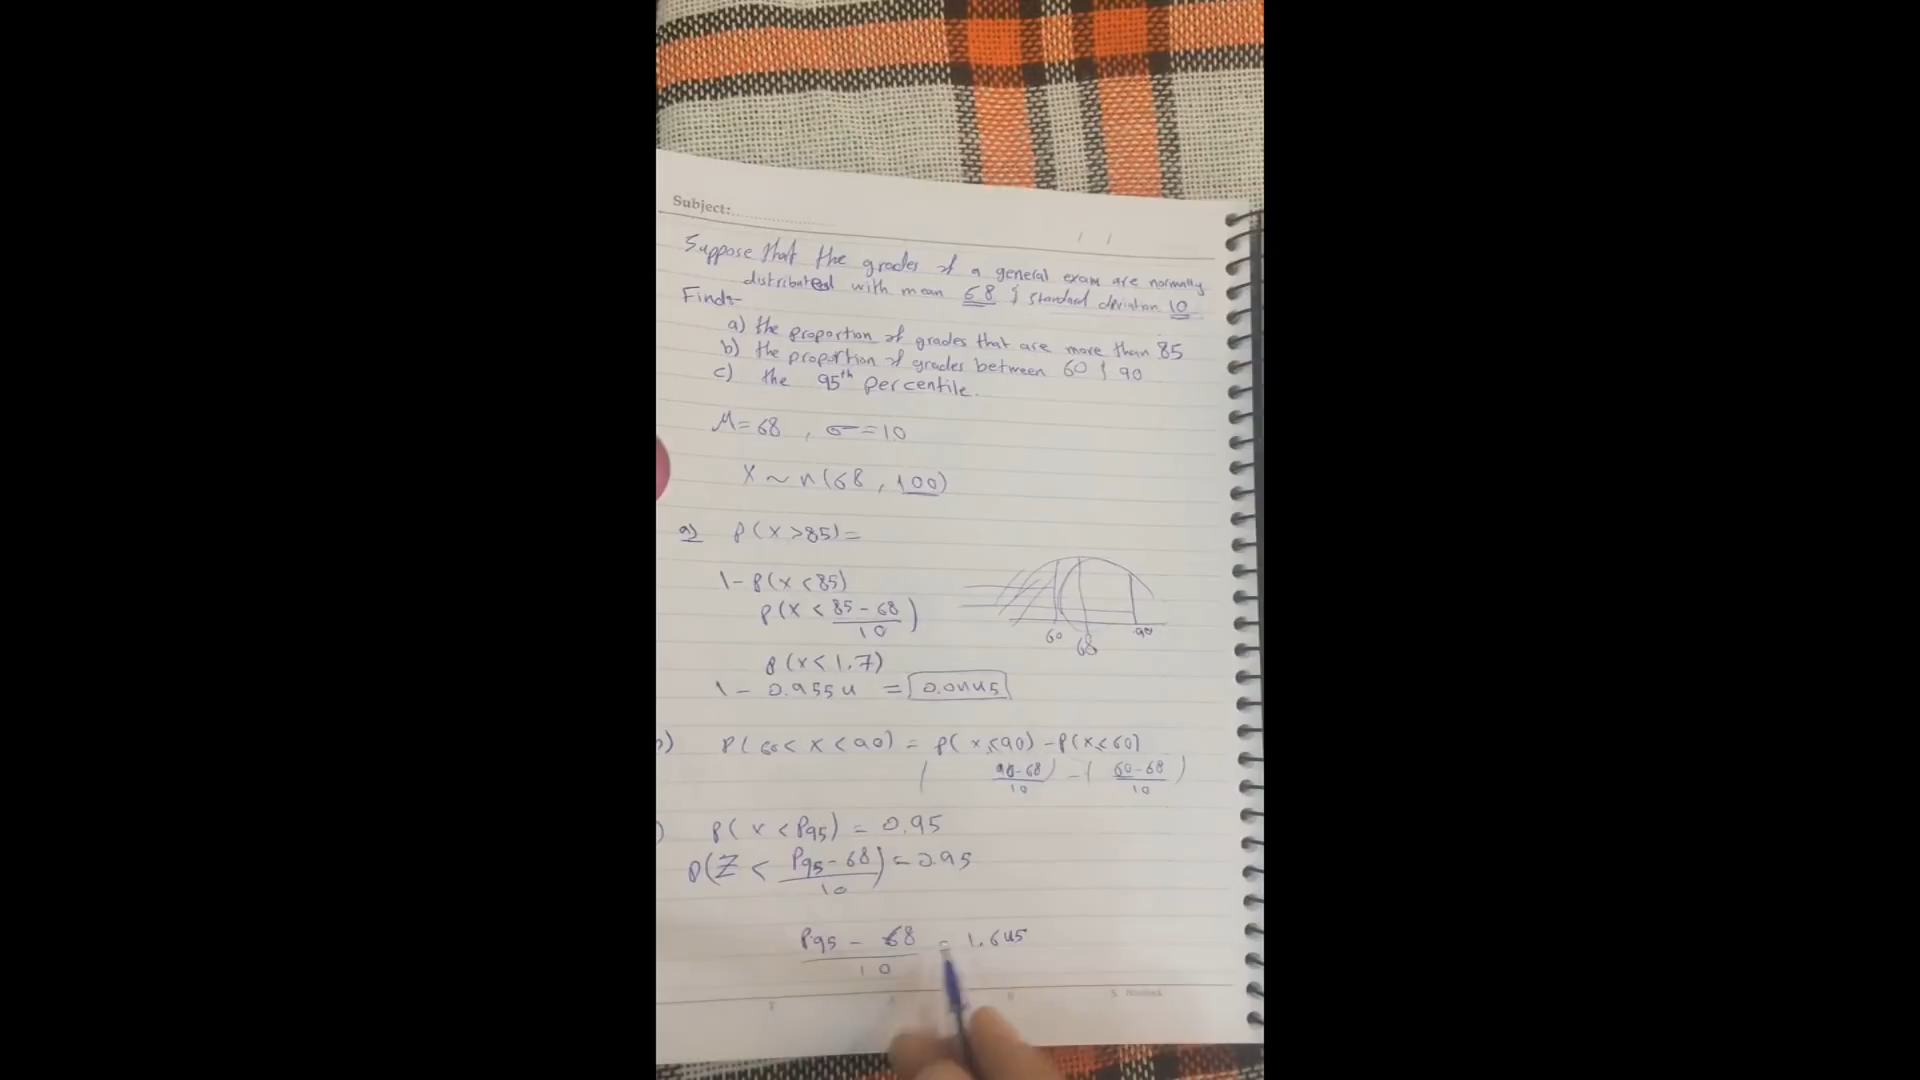 Subject:
Suppose that the grades of a general exam are normally
distributed with mean 68 & standard deviation 10
Find:-
a) the proportion of grades that are more than 85
b) the proportion of grades between 60 & 90
c) the 95th percentile.
M = 68 , σ = 10
X ~ n(68 , 100)
a) P(X > 85) =
1 - P(X < 85)
P(X < 85 - 68 / 10)
P(X < 1.7)
1 - 0.9554 = 0.0445
60 68 90
b) P(60 < X < 90) = P(X < 90) - P(X < 60)
( 90-68 / 10 ) - ( 60-68 / 10 )
) P(X < P95) = 0.95
P(Z < P95 - 68 / 10) = 0.95
P95 - 68 / 10 = 1.645